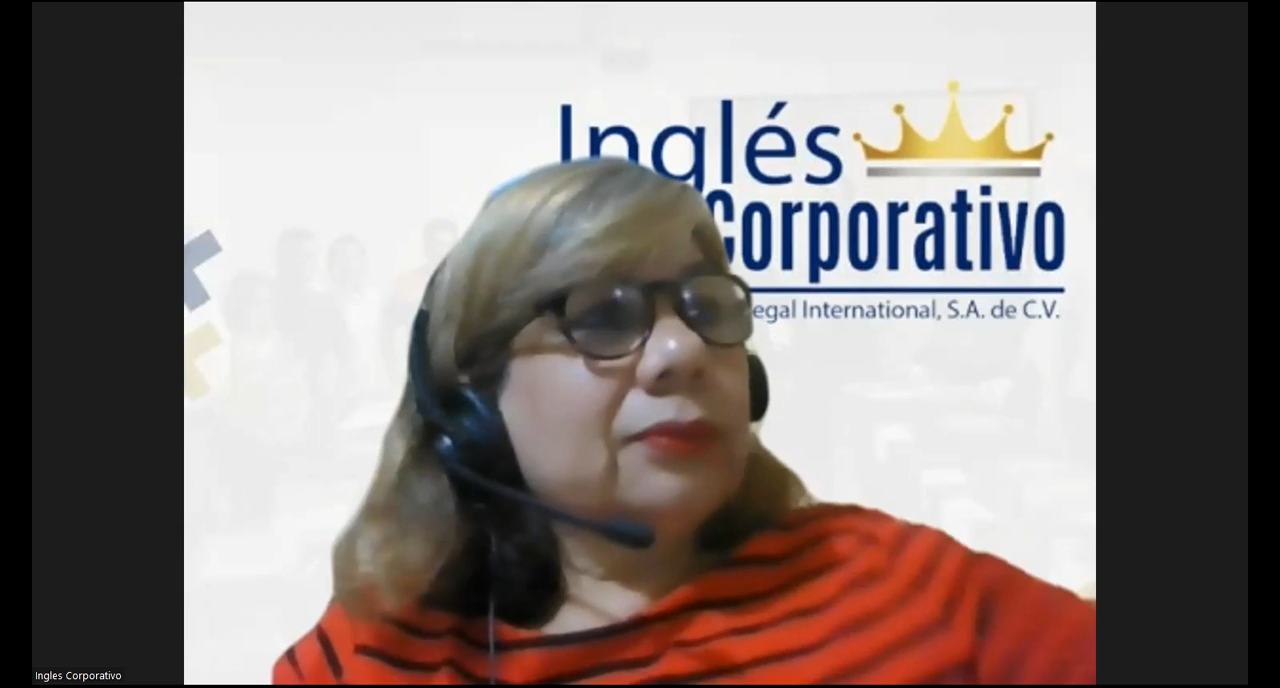 Inglés
Corporativo
egal International, S.A. de C.V.
Ingles Corporativo